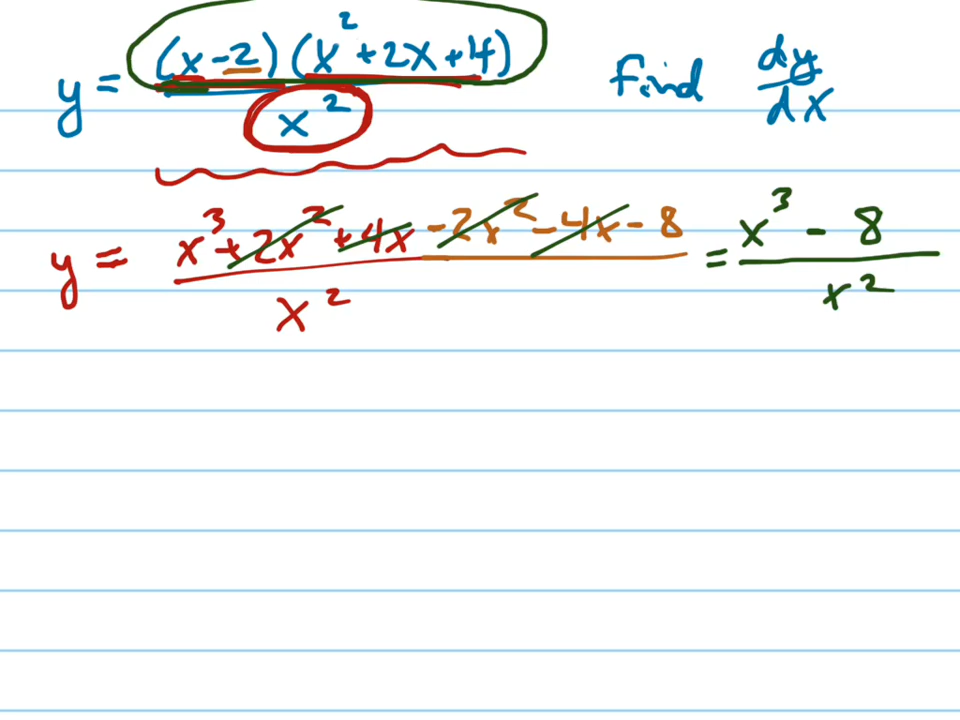 y = (x-2)(x²+2x+4) / x² Find dy/dx
y = x³+2x²+4x-2x²-4x-8 / x² = x³-8 / x²